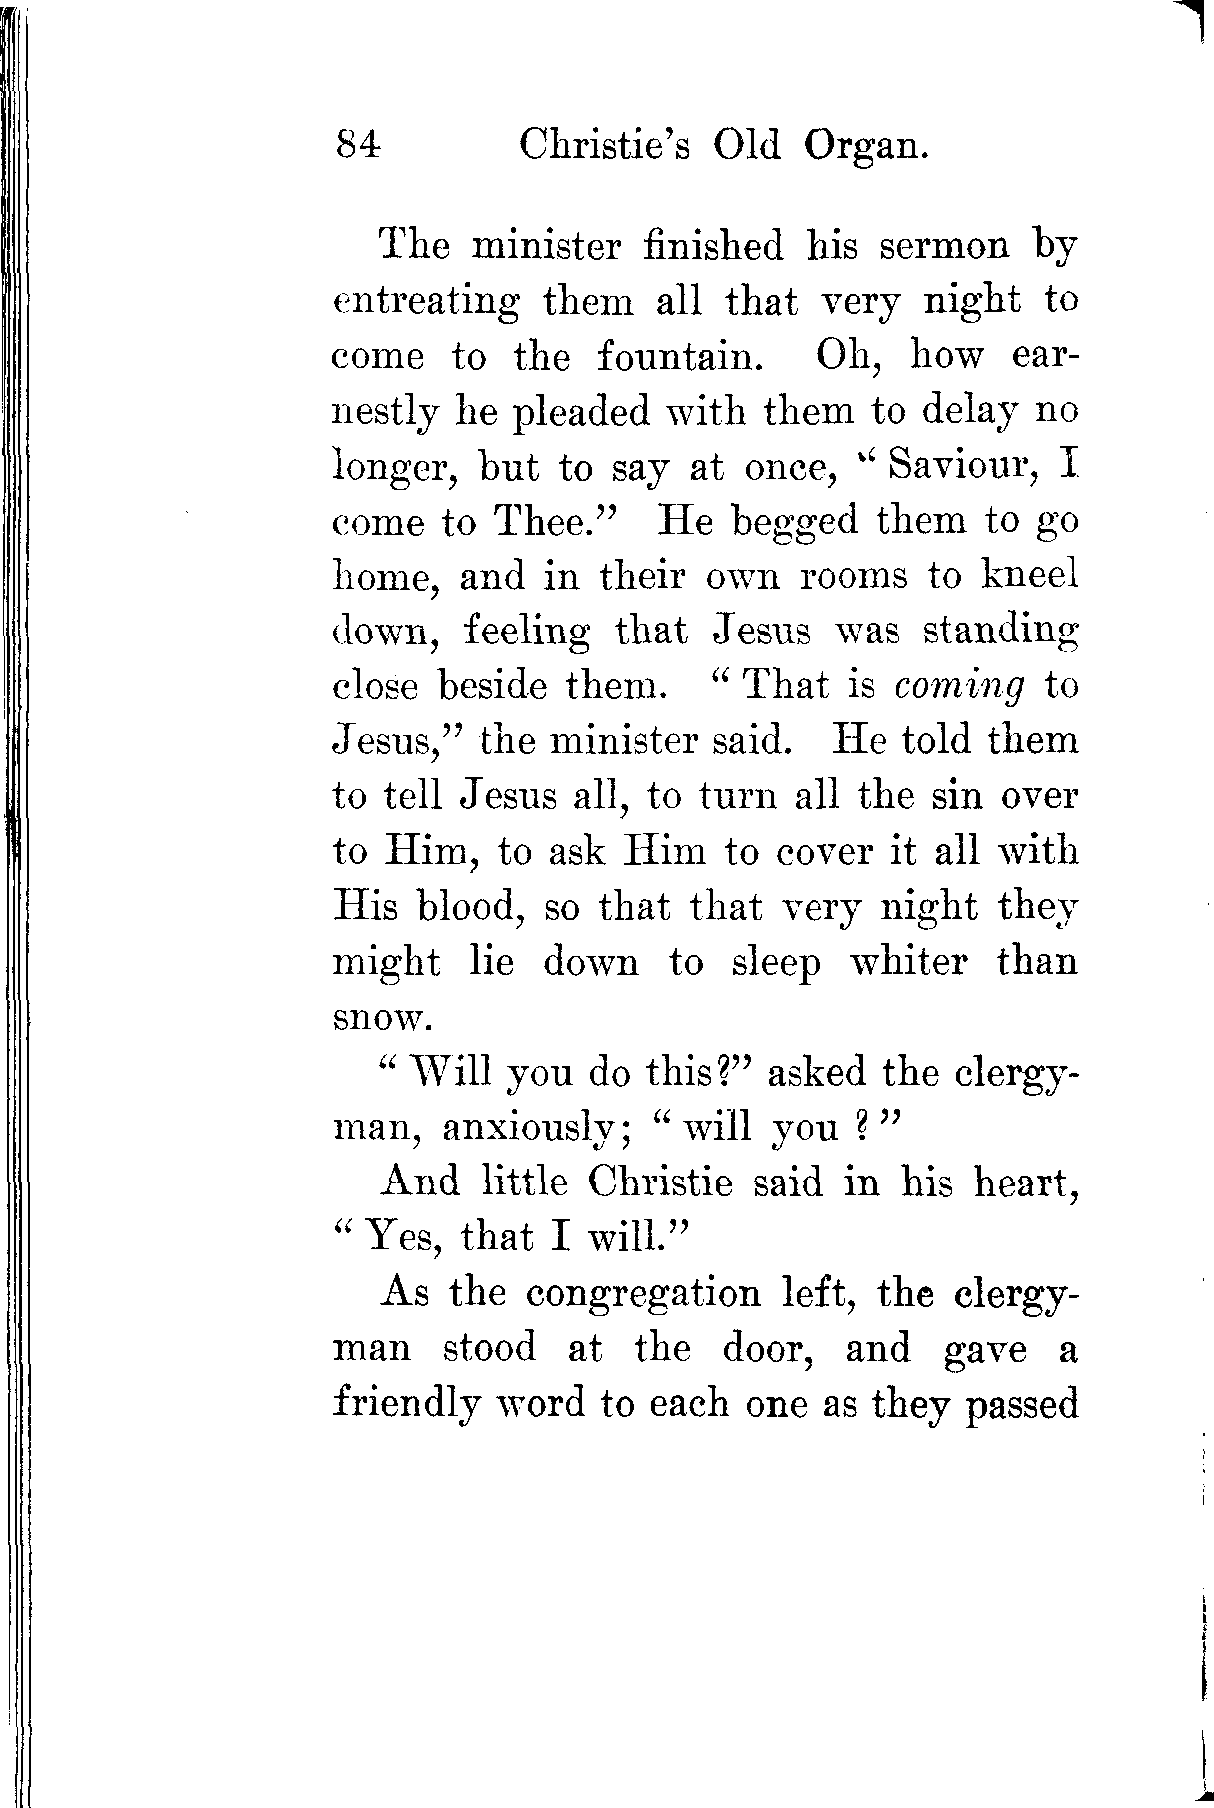 84 Christie's Old Organ.
The minister finished his sermon by
entreating them all that very night to
come to the fountain. Oh, how ear-
nestly he pleaded with them to delay no
longer, but to say at once, " Saviour, I
come to Thee." He begged them to go
home, and in their own rooms to kneel
down, feeling that Jesus was standing
close beside them. " That is coming to
Jesus," the minister said. He told them
to tell Jesus all, to turn all the sin over
to Him, to ask Him to cover it all with
His blood, so that that very night they
might lie down to sleep whiter than
snow.
" Will you do this?" asked the clergy-
man, anxiously; " will you ? "
And little Christie said in his heart,
" Yes, that I will."
As the congregation left, the clergy-
man stood at the door, and gave a
friendly word to each one as they passed